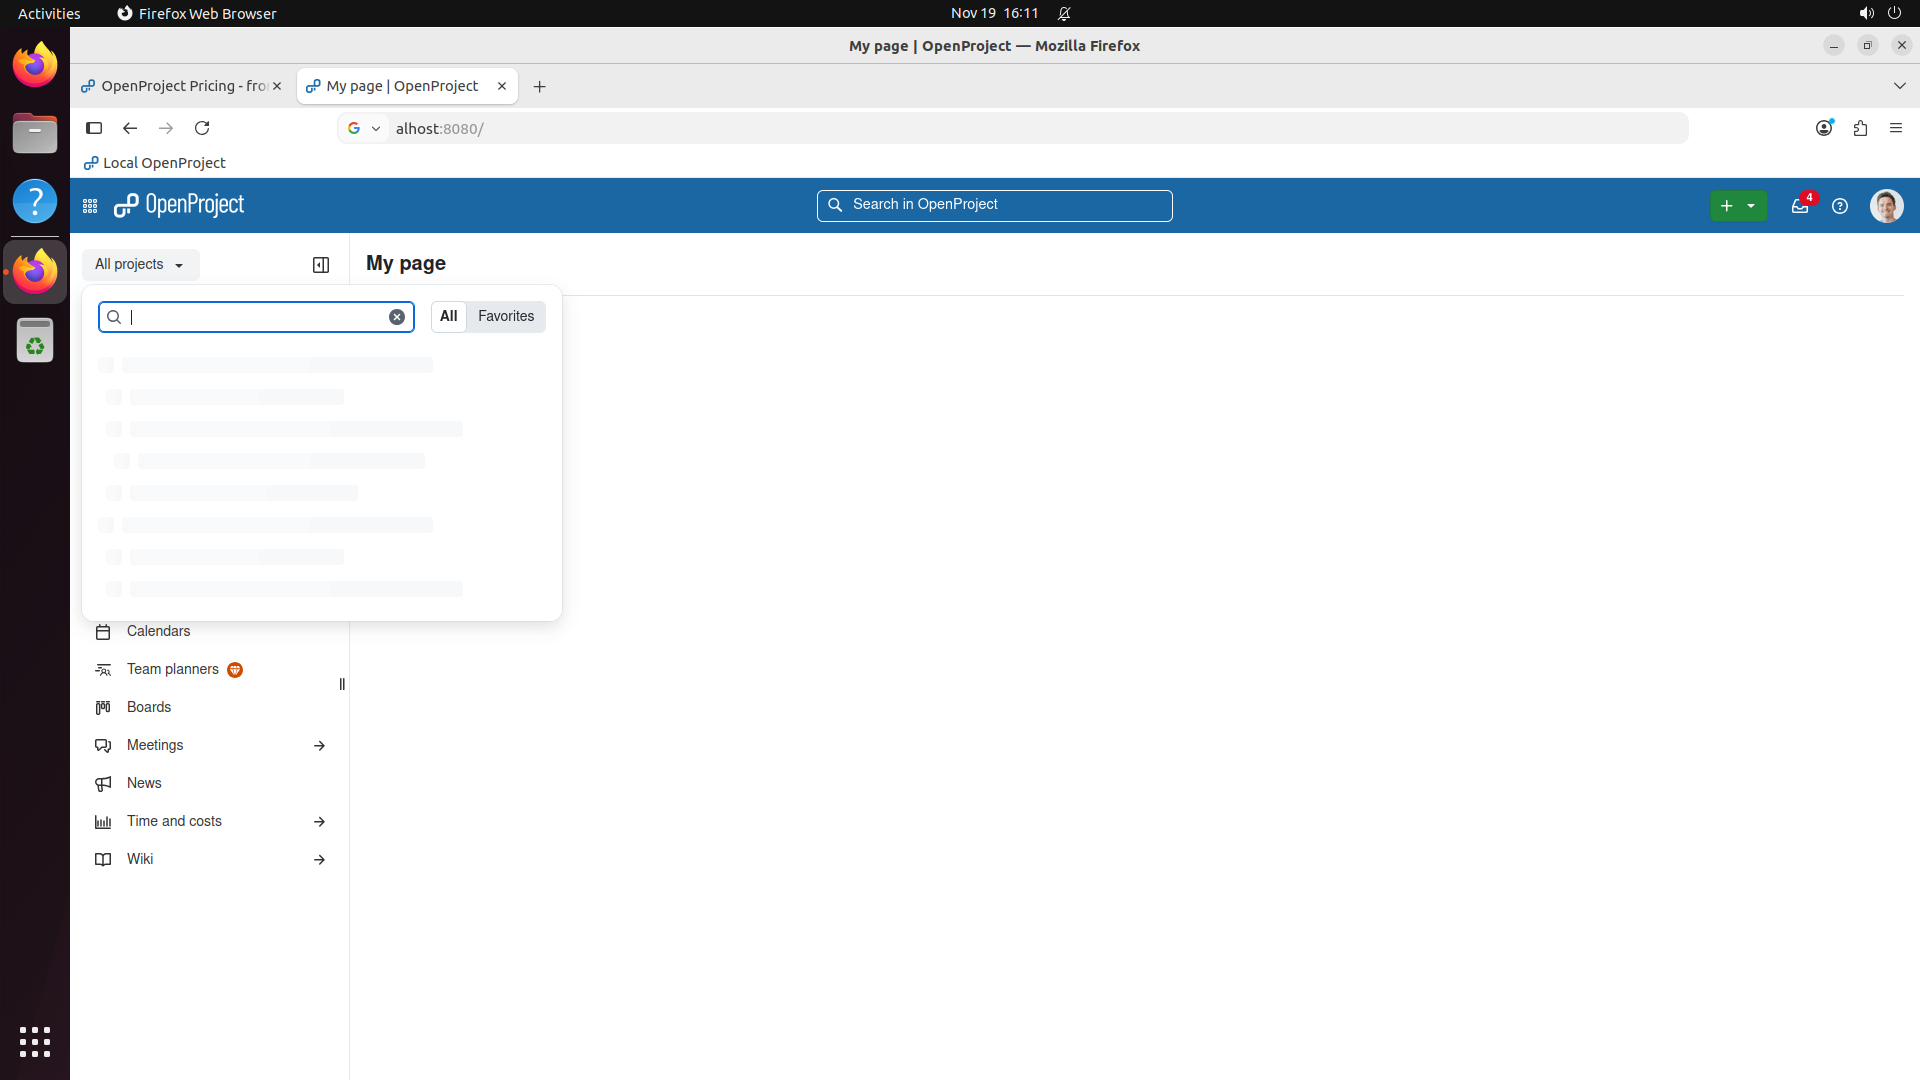 Activities
Firefox Web Browser
Nov 19 16:11
My page | OpenProject — Mozilla Firefox
OpenProject Pricing - fro
My page | OpenProject
alhost:8080/
Local OpenProject
OpenProject
Search in OpenProject
4
All projects
My page
All
Favorites
Calendars
Team planners
Boards
Meetings
News
Time and costs
Wiki